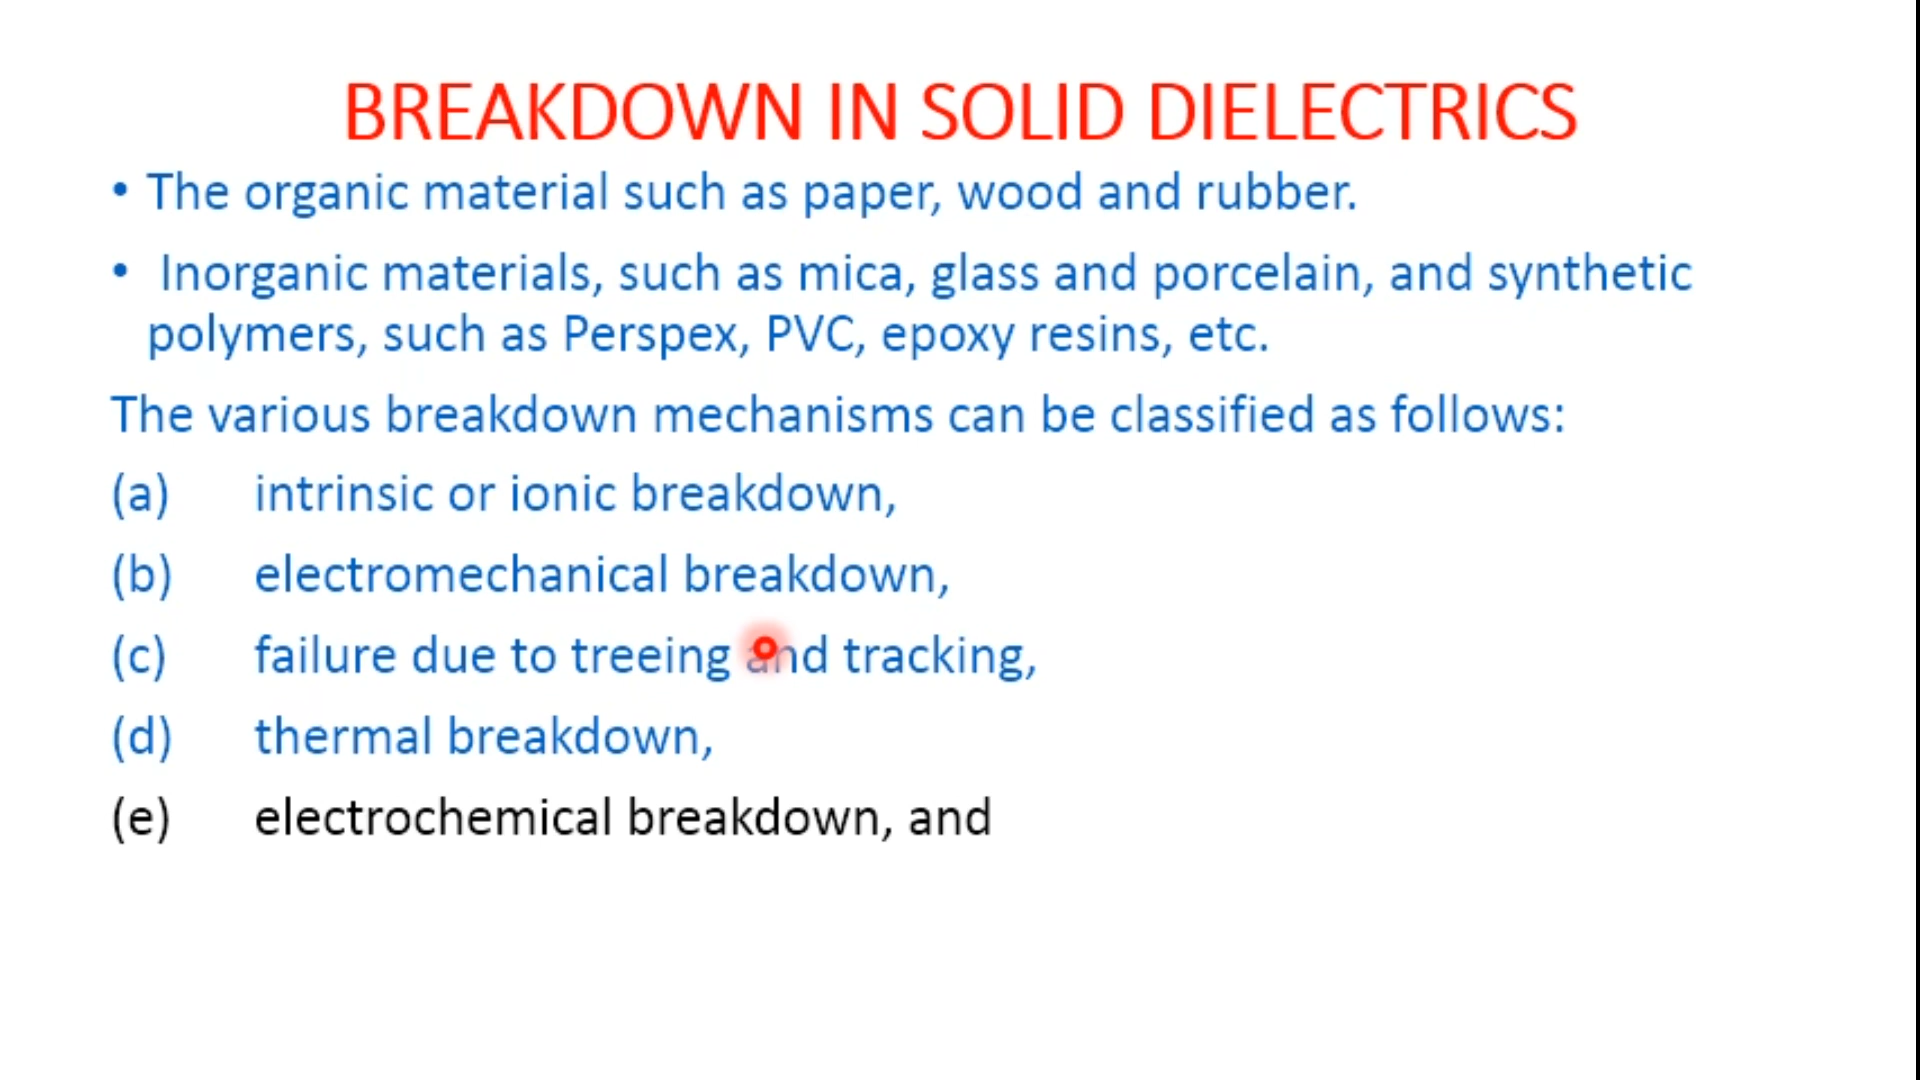 BREAKDOWN IN SOLID DIELECTRICS
• The organic material such as paper, wood and rubber.
• Inorganic materials, such as mica, glass and porcelain, and synthetic
polymers, such as Perspex, PVC, epoxy resins, etc.
The various breakdown mechanisms can be classified as follows:
(a) intrinsic or ionic breakdown,
(b) electromechanical breakdown,
(c) failure due to treeing and tracking,
(d) thermal breakdown,
(e) electrochemical breakdown, and